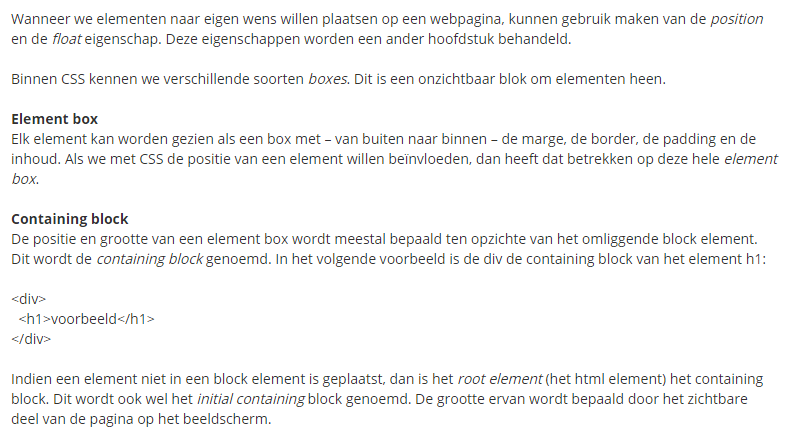 Wanneer we elementen naar eigen wens willen plaatsen op een webpagina, kunnen gebruik maken van de position
en de float eigenschap. Deze eigenschappen worden een ander hoofdstuk behandeld.
Binnen CSS kennen we verschillende soorten boxes. Dit is een onzichtbaar blok om elementen heen.
Element box
Elk element kan worden gezien als een box met – van buiten naar binnen – de marge, de border, de padding en de
inhoud. Als we met CSS de positie van een element willen beïnvloeden, dan heeft dat betrekken op deze hele element
box.
Containing block
De positie en grootte van een element box wordt meestal bepaald ten opzichte van het omliggende block element.
Dit wordt de containing block genoemd. In het volgende voorbeeld is de div de containing block van het element h1:
<div>
<h1>voorbeeld</h1>
</div>
Indien een element niet in een block element is geplaatst, dan is het root element (het html element) het containing
block. Dit wordt ook wel het initial containing block genoemd. De grootte ervan wordt bepaald door het zichtbare
deel van de pagina op het beeldscherm.